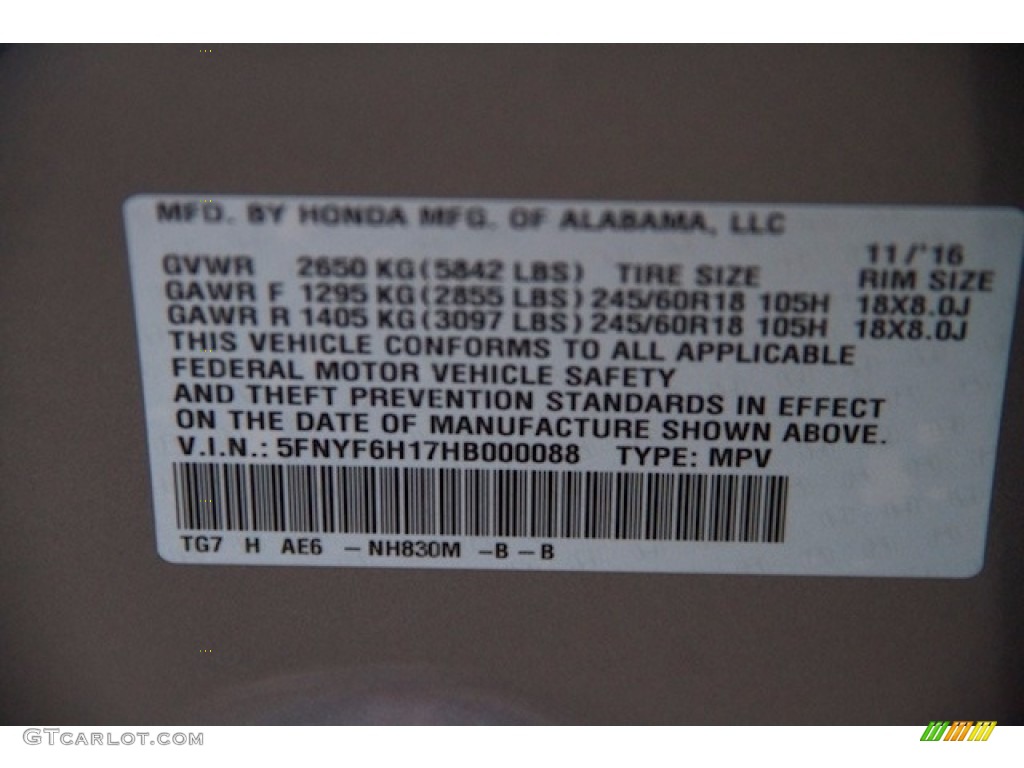 MFD. BY HONDA MFG. OF ALABAMA, LLC
11/'16
GVWR 2650 KG (5842 LBS) TIRE SIZE RIM SIZE
GAWR F 1295 KG (2855 LBS) 245/60R18 105H 18X8.0J
GAWR R 1405 KG (3097 LBS) 245/60R18 105H 18X8.0J
THIS VEHICLE CONFORMS TO ALL APPLICABLE
FEDERAL MOTOR VEHICLE SAFETY
AND THEFT PREVENTION STANDARDS IN EFFECT
ON THE DATE OF MANUFACTURE SHOWN ABOVE.
V.I.N.: 5FNYF6H17HB000088 TYPE: MPV
TG7 H AE6 – NH830M – B – B
GTCARLOT.COM